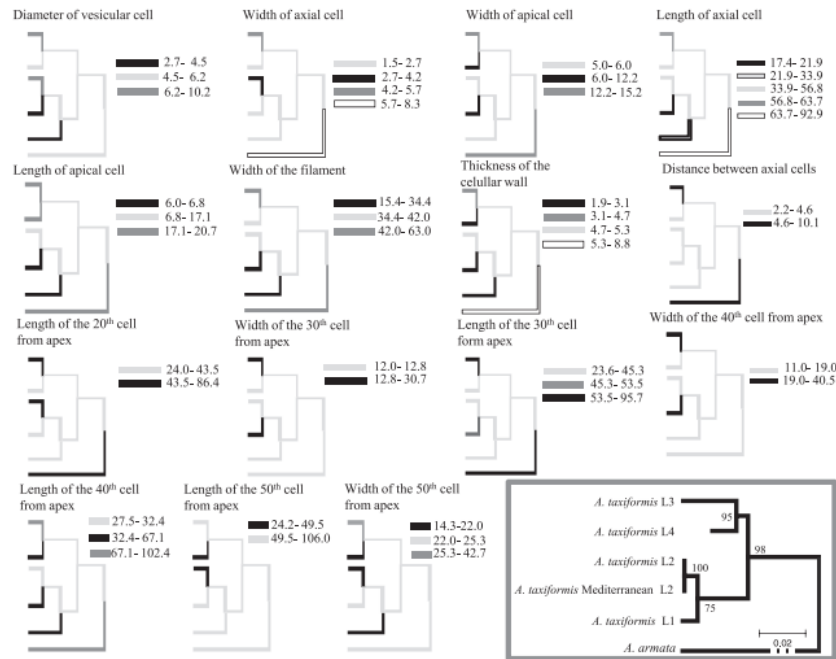 Diameter of vesicular cell
2.7- 4.5
4.5- 6.2
6.2- 10.2
Width of axial cell
1.5- 2.7
2.7- 4.2
4.2- 5.7
5.7- 8.3
Width of apical cell
5.0- 6.0
6.0- 12.2
12.2- 15.2
Length of axial cell
17.4- 21.9
21.9- 33.9
33.9- 56.8
56.8- 63.7
63.7- 92.9
Length of apical cell
6.0- 6.8
6.8- 17.1
17.1- 20.7
Width of the filament
15.4- 34.4
34.4- 42.0
42.0- 63.0
Thickness of the
celullar wall
1.9- 3.1
3.1- 4.7
4.7- 5.3
5.3- 8.8
Distance between axial cells
2.2- 4.6
4.6- 10.1
Length of the 20th cell
from apex
24.0- 43.5
43.5- 86.4
Width of the 30th cell
from apex
12.0- 12.8
12.8- 30.7
Length of the 30th cell
form apex
23.6- 45.3
45.3- 53.5
53.5- 95.7
Width of the 40th cell from apex
11.0- 19.0
19.0- 40.5
Length of the 40th cell
from apex
27.5- 32.4
32.4- 67.1
67.1- 102.4
Length of the 50th cell
from apex
24.2- 49.5
49.5- 106.0
Width of the 50th cell
from apex
14.3-22.0
22.0- 25.3
25.3- 42.7
A. taxiformis L3
95
A. taxiformis L4
98
A. taxiformis L2
100
A. taxiformis Mediterranean L2
75
A. taxiformis L1
0,02
A. armata